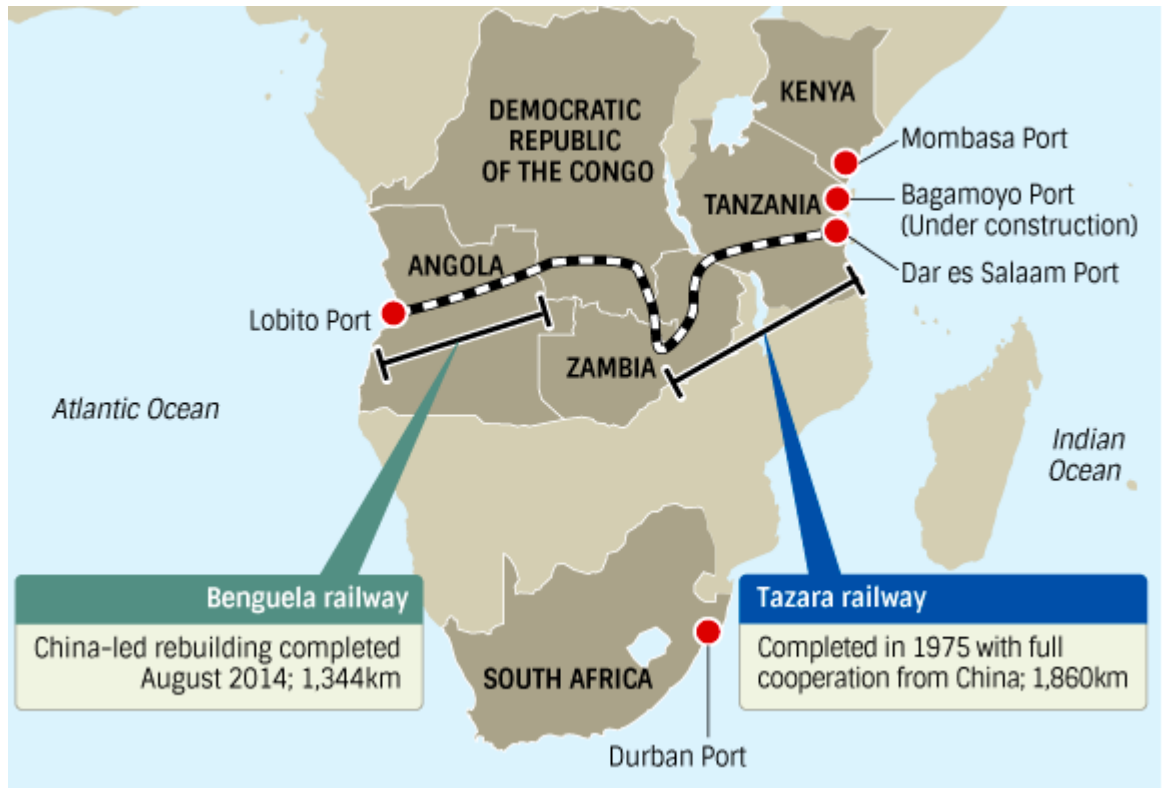 KENYA
DEMOCRATIC
REPUBLIC
OF THE CONGO
Mombasa Port
TANZANIA
Bagamoyo Port
(Under construction)
ANGOLA
Dar es Salaam Port
Lobito Port
ZAMBIA
Atlantic Ocean
Indian
Ocean
Benguela railway
China-led rebuilding completed
August 2014; 1,344km
Tazara railway
Completed in 1975 with full
cooperation from China; 1,860km
SOUTH AFRICA
Durban Port